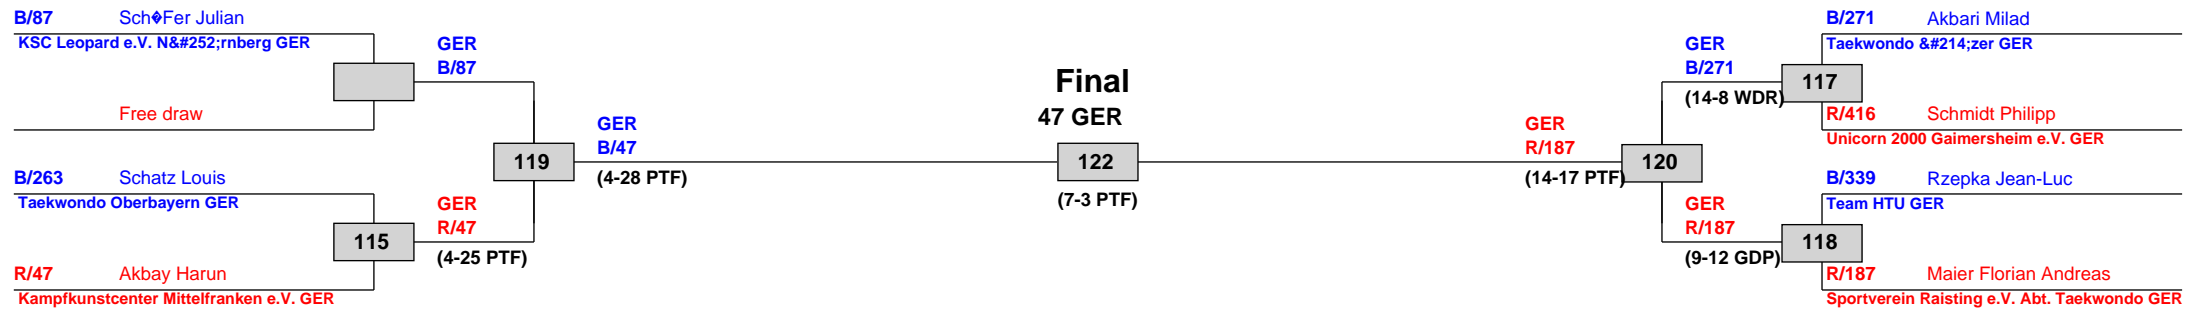 B/87 Sch�Fer Julian
KSC Leopard e.V. N&#252;rnberg GER
GER
B/87
Free draw
B/263 Schatz Louis
Taekwondo Oberbayern GER
115
GER
R/47
(4-25 PTF)
R/47 Akbay Harun
Kampfkunstcenter Mittelfranken e.V. GER
119
GER
B/47
(4-28 PTF)
Final
47 GER
122
(7-3 PTF)
GER
R/187
(14-17 PTF)
120
GER
B/271
(14-8 WDR)
117
B/271 Akbari Milad
Taekwondo &#214;zer GER
R/416 Schmidt Philipp
Unicorn 2000 Gaimersheim e.V. GER
B/339 Rzepka Jean-Luc
Team HTU GER
GER
R/187
(9-12 GDP)
118
R/187 Maier Florian Andreas
Sportverein Raisting e.V. Abt. Taekwondo GER